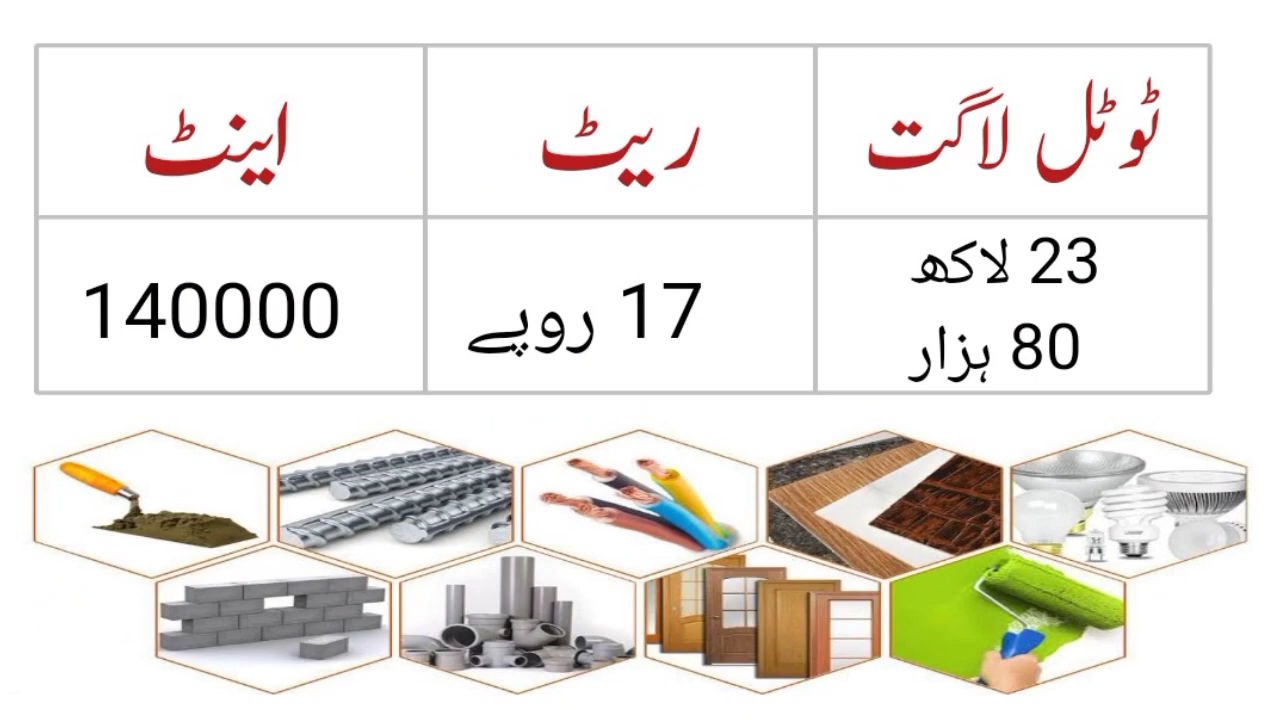 ٹوٹل لاگت
ریٹ
اینٹ
23 لاکھ
80 ہزار
17 روپے
140000